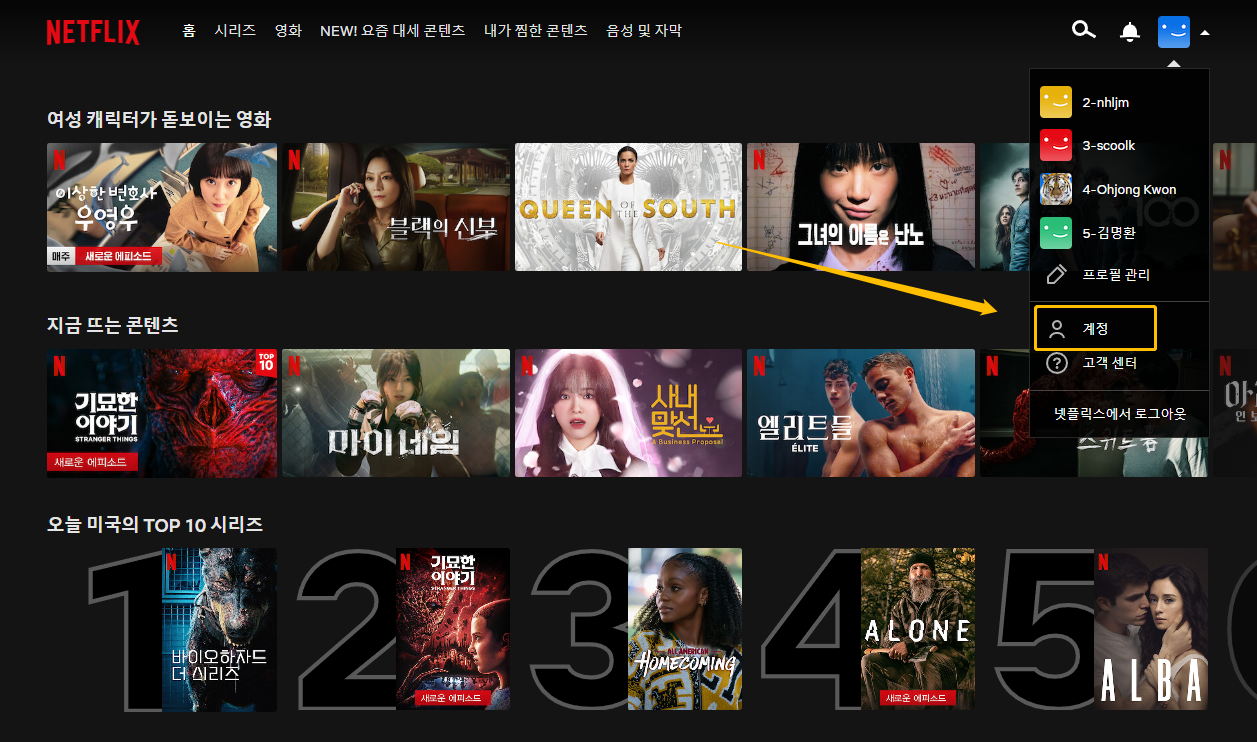 NETFLIX
홈
시리즈
영화
NEW! 요즘 대세 콘텐츠
내가 찜한 콘텐츠
음성 및 자막
2-nhljm
3-scoolk
4-Ohjong Kwon
5-김명환
프로필 관리
계정
고객 센터
넷플릭스에서 로그아웃
여성 캐릭터가 돋보이는 영화
N
이상한 변호사
우영우
매주 새로운 에피소드
N
블랙의 신부
QUEEN OF THE SOUTH
N
그녀의 이름은 난노
100
N
지금 뜨는 콘텐츠
N
TOP
10
기묘한
이야기
STRANGER THINGS
새로운 에피소드
N
마이 네임
N
사내
맞선
A Business Proposal
N
엘리트들
ÉLITE
N
스위트홈
N
오늘 미국의 TOP 10 시리즈
1
N
바이오하자드
더 시리즈
2
N
기묘한
이야기
STRANGER THINGS
새로운 에피소드
3
ALL AMERICAN
HOMECOMING
4
ALONE
새로운 에피소드
5
N
ALBA